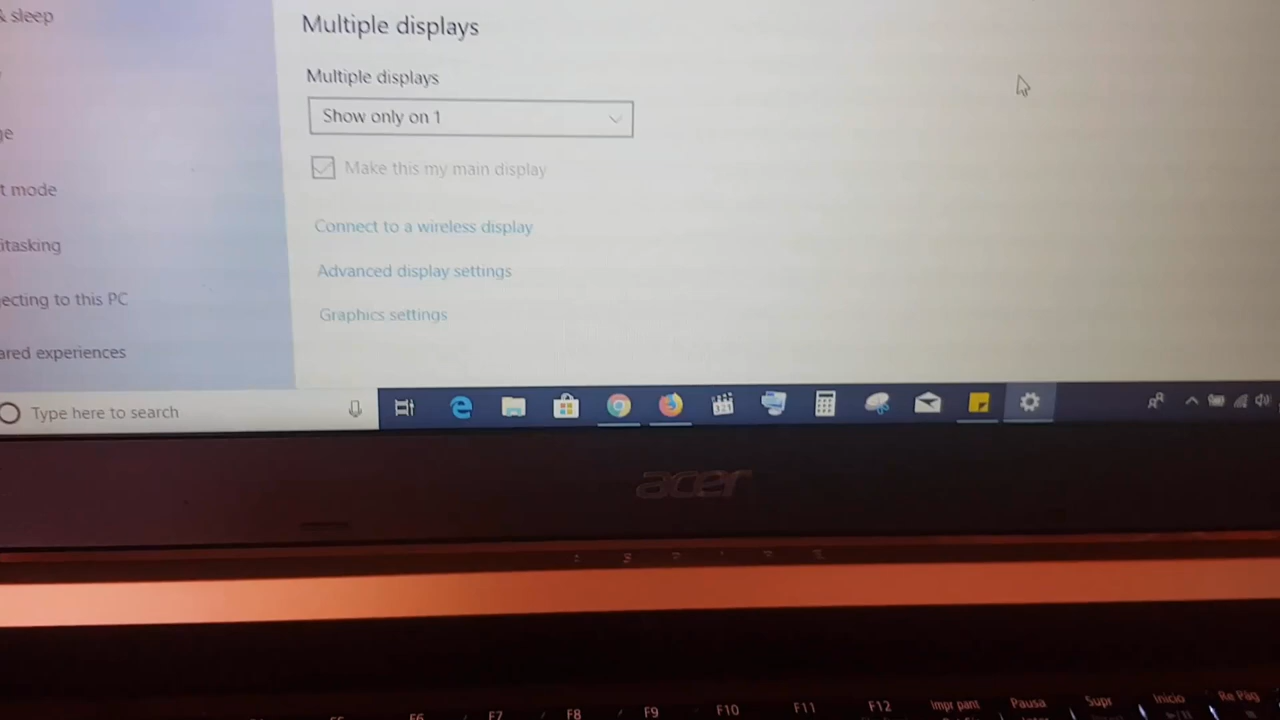 & sleep
Multiple displays
Multiple displays
Show only on 1
Make this my main display
Connect to a wireless display
Advanced display settings
Graphics settings
ge
t mode
itasking
ecting to this PC
ared experiences
Type here to search
321
acer
F6 F7 F8 F9 F10 F11 F12 Impr pant Pausa Supr Inicio Re Pág